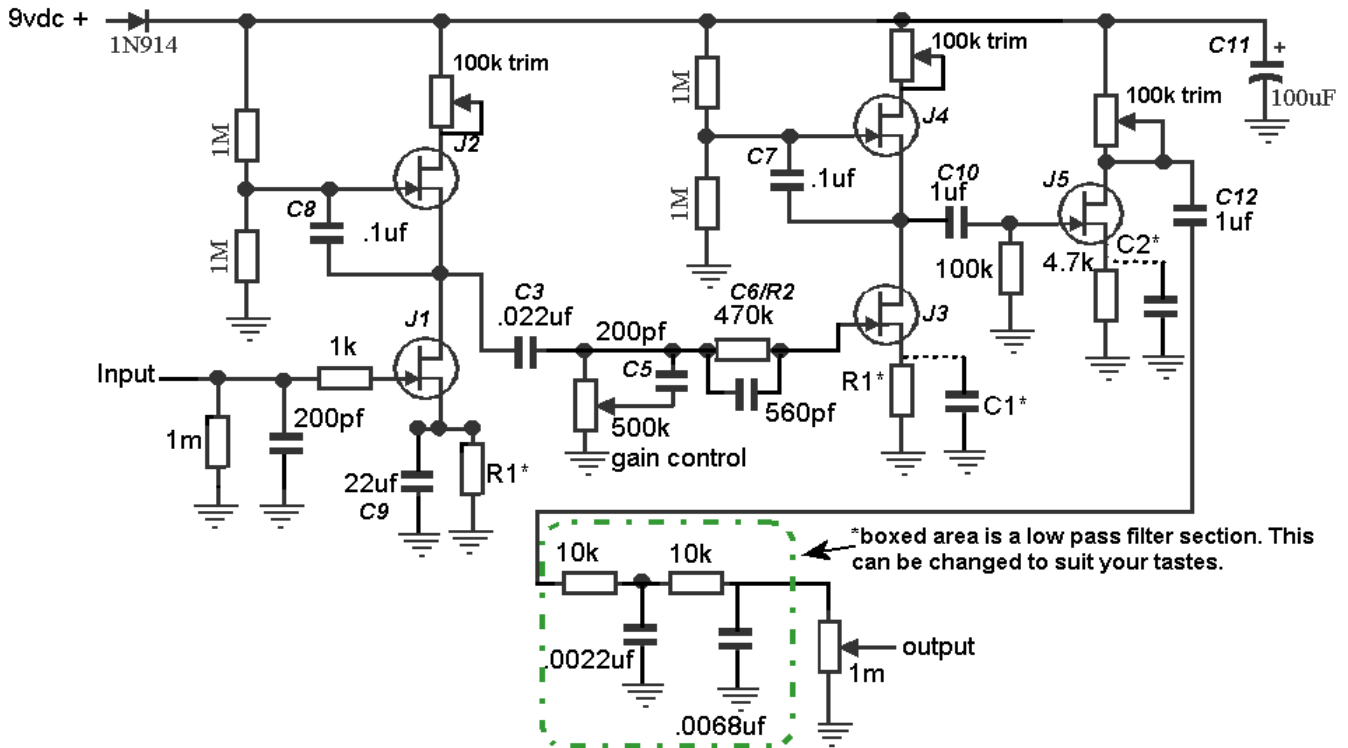 9vdc +
1N914
100k trim
100k trim
C11
+
100uF
100k trim
1M
1M
J2
J4
C7
.1uf
C10
1uf
J5
C12
1uf
C8
.1uf
1M
1M
C2*
100k
4.7k
J1
C3
.022uf
C6/R2
470k
J3
1k
200pf
Input
C5
R1*
560pf
C1*
1m
200pf
500k
gain control
22uf
C9
R1*
*boxed area is a low pass filter section. This
can be changed to suit your tastes.
10k
10k
output
.0022uf
1m
.0068uf